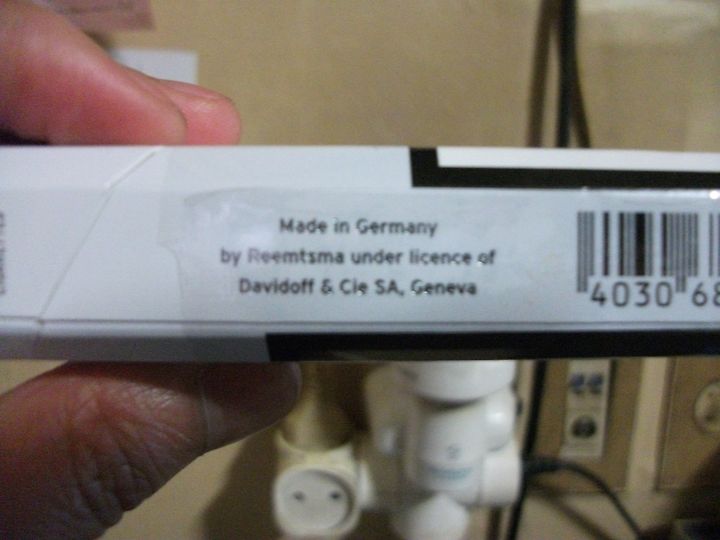 Made in Germany
by Reemtsma under licence of
Davidoff & Cie SA, Geneva
4030 68